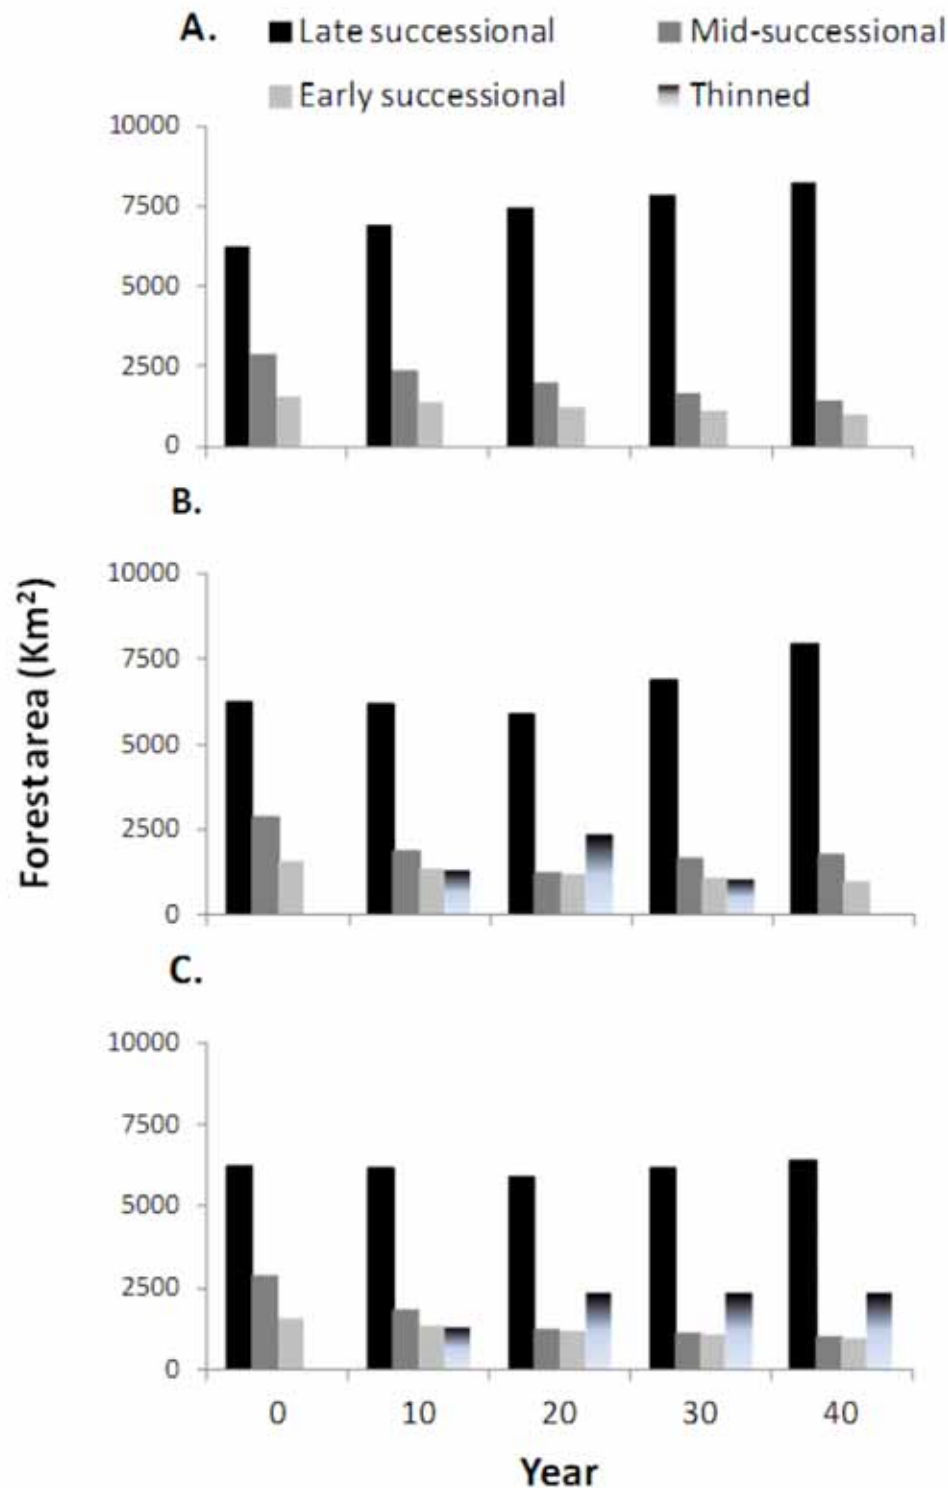 A. Late successional Mid-successional
Early successional Thinned
10000
7500
5000
2500
0
B.
10000
7500
5000
2500
0
Forest area (Km²)
C.
10000
7500
5000
2500
0
0 10 20 30 40
Year